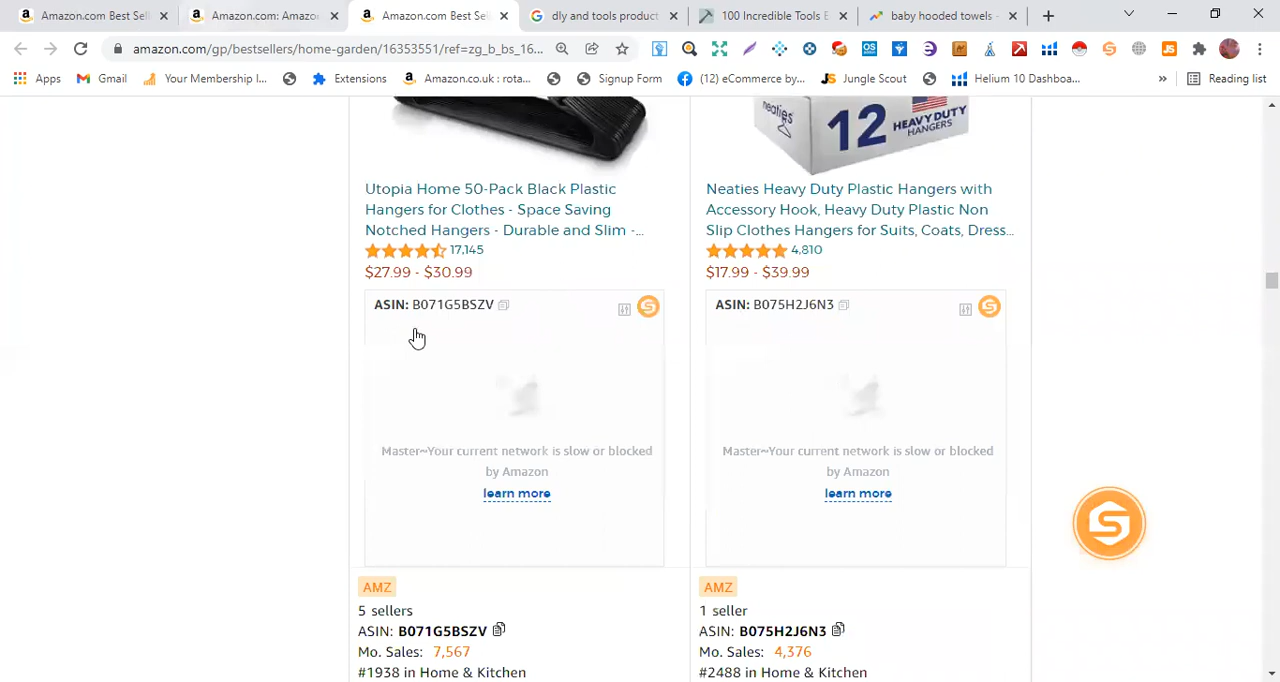 Amazon.com Best Sell
Amazon.com: Amazo
Amazon.com Best Sell
dly and tools product
100 Incredible Tools E
baby hooded towels -
amazon.com/gp/bestsellers/home-garden/16353551/ref=zg_b_bs_16...
Apps
Gmail
Your Membership I...
Extensions
Amazon.co.uk : rota...
Signup Form
(12) eCommerce by...
Jungle Scout
Helium 10 Dashboa...
»
Reading list
neaties
12 HEAVY DUTY
HANGERS
Utopia Home 50-Pack Black Plastic
Hangers for Clothes - Space Saving
Notched Hangers - Durable and Slim -...
17,145
$27.99 - $30.99
ASIN: B071G5BSZV
Master~Your current network is slow or blocked
by Amazon
learn more
AMZ
5 sellers
ASIN: B071G5BSZV
Mo. Sales: 7,567
#1938 in Home & Kitchen
Neaties Heavy Duty Plastic Hangers with
Accessory Hook, Heavy Duty Plastic Non
Slip Clothes Hangers for Suits, Coats, Dress...
4,810
$17.99 - $39.99
ASIN: B075H2J6N3
Master~Your current network is slow or blocked
by Amazon
learn more
AMZ
1 seller
ASIN: B075H2J6N3
Mo. Sales: 4,376
#2488 in Home & Kitchen